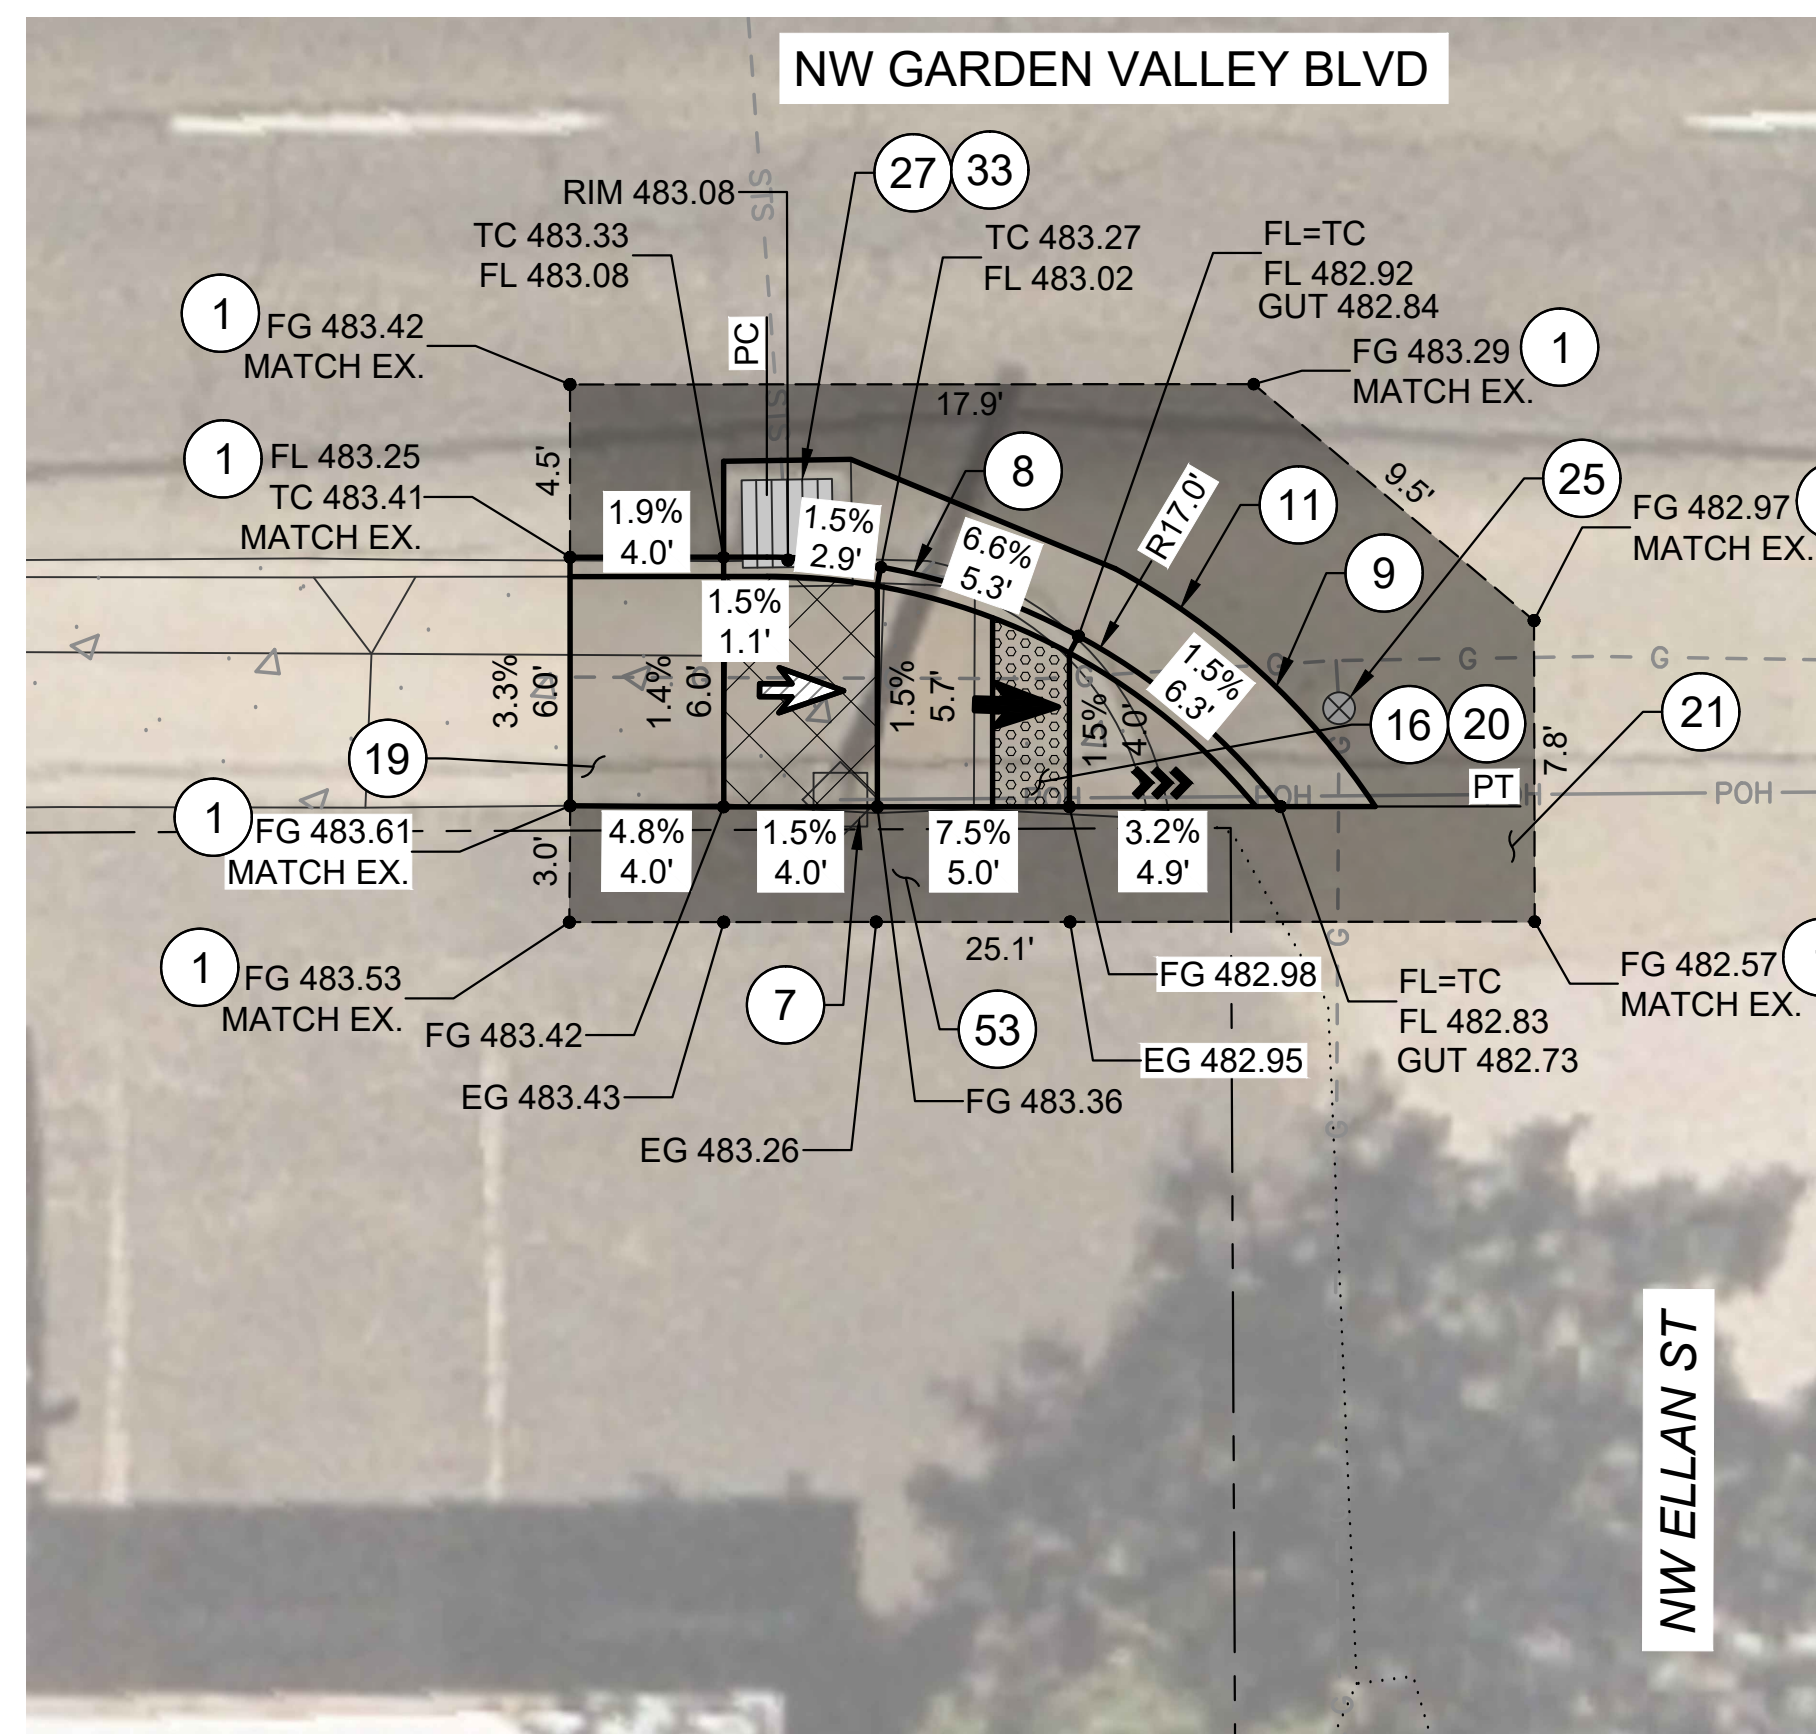 NW GARDEN VALLEY BLVD
27 33
RIM 483.08
STS
TC 483.33
FL 483.08
TC 483.27
FL 483.02
FL=TC
FL 482.92
GUT 482.84
1 FG 483.42
MATCH EX.
PC
FG 483.29 1
MATCH EX.
STS
17.9'
1 FL 483.25
TC 483.41
MATCH EX.
4.5'
8
R17.0'
11
9.5'
25
FG 482.97
MATCH EX.
1.9%
4.0'
1.5%
2.9'
6.6%
5.3'
9
1.5%
1.1'
3.3%
6.0'
1.4%
6.0'
1.5%
5.7'
1.5%
4.0'
1.5%
6.3'
G
G
G
G
G
G
16 20
21
7.8'
19
PT
POH
POH
POH
1 FG 483.61
MATCH EX.
3.0'
4.8%
4.0'
1.5%
4.0'
7.5%
5.0'
3.2%
4.9'
G
25.1'
1 FG 483.53
MATCH EX.
FG 483.42
7
53
FG 482.98
FL=TC
FL 482.83
GUT 482.73
FG 482.57
MATCH EX.
EG 482.95
EG 483.43
FG 483.36
EG 483.26
G
G
NW ELLAN ST
G